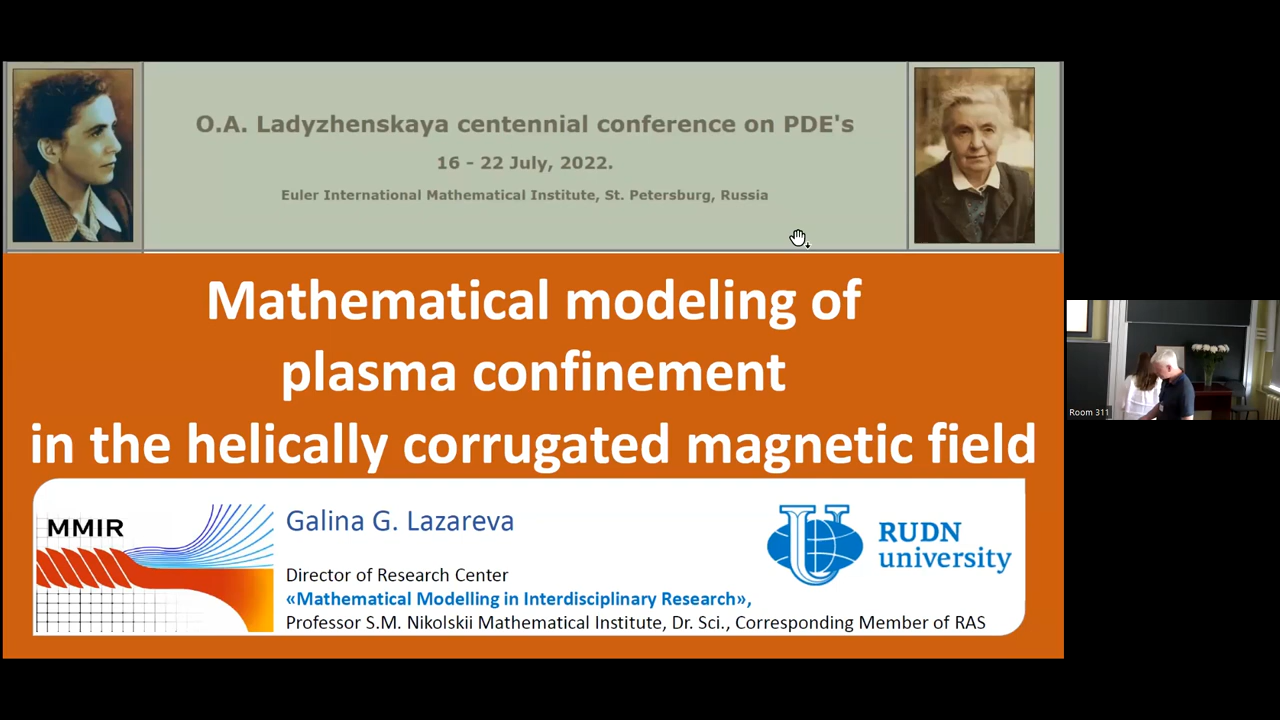 O.A. Ladyzhenskaya centennial conference on PDE's
16 - 22 July, 2022.
Euler International Mathematical Institute, St. Petersburg, Russia
Mathematical modeling of
plasma confinement
in the helically corrugated magnetic field
MMIR
Galina G. Lazareva
Director of Research Center
«Mathematical Modelling in Interdisciplinary Research»,
Professor S.M. Nikolskii Mathematical Institute, Dr. Sci., Corresponding Member of RAS
RUDN
university
Room 311